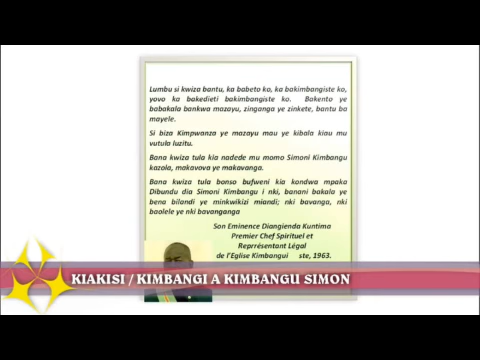 Lumbu si kwiza bantu, ka babeto ko, ka bakimbangiste ko,
yovo ka bakedieti bakimbangiste ko. Bakento ye
babakala bankwa mazayu, zinganga ye zinkete, bantu ba
mayele.
Si biza Kimpwanza ye mazayu mau ye kibala kiau mu
vutula luzitu.
Bana kwiza tula kia nadede mu momo Simoni Kimbangu
kazola, makavova ye makavanga.
Bana kwiza tula bonso bufweni kia kondwa mpaka
Dibundu dia Simoni Kimbangu i nki, banani bakala ye
bena bilandi ye minkwikizi miandi; nki bavanga, nki
baolele ye nki bavanganga
Son Eminence Diangienda Kuntima
Premier Chef Spirituel et
Reprrésentant Légal
de l'Eglise Kimbangui ste, 1963.
KIAKISI / KIMBANGI A KIMBANGU SIMON